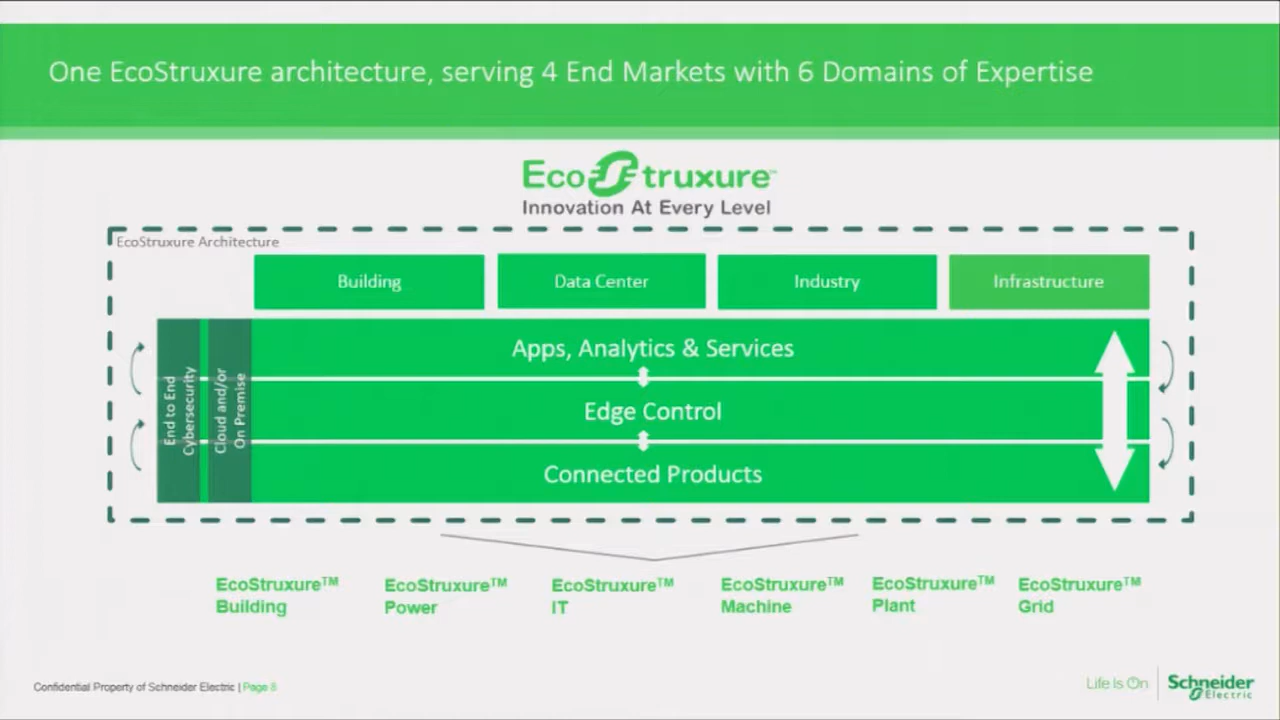 One EcoStruxure architecture, serving 4 End Markets with 6 Domains of Expertise
EcoStruxure™
Innovation At Every Level
EcoStruxure Architecture
Building
Data Center
Industry
Infrastructure
End to End
Cybersecurity
Cloud and/or
On Premise
Apps, Analytics & Services
Edge Control
Connected Products
EcoStruxure™
Building
EcoStruxure™
Power
EcoStruxure™
IT
EcoStruxure™
Machine
EcoStruxure™
Plant
EcoStruxure™
Grid
Confidential Property of Schneider Electric | Page 8
Life Is On
Schneider
Electric